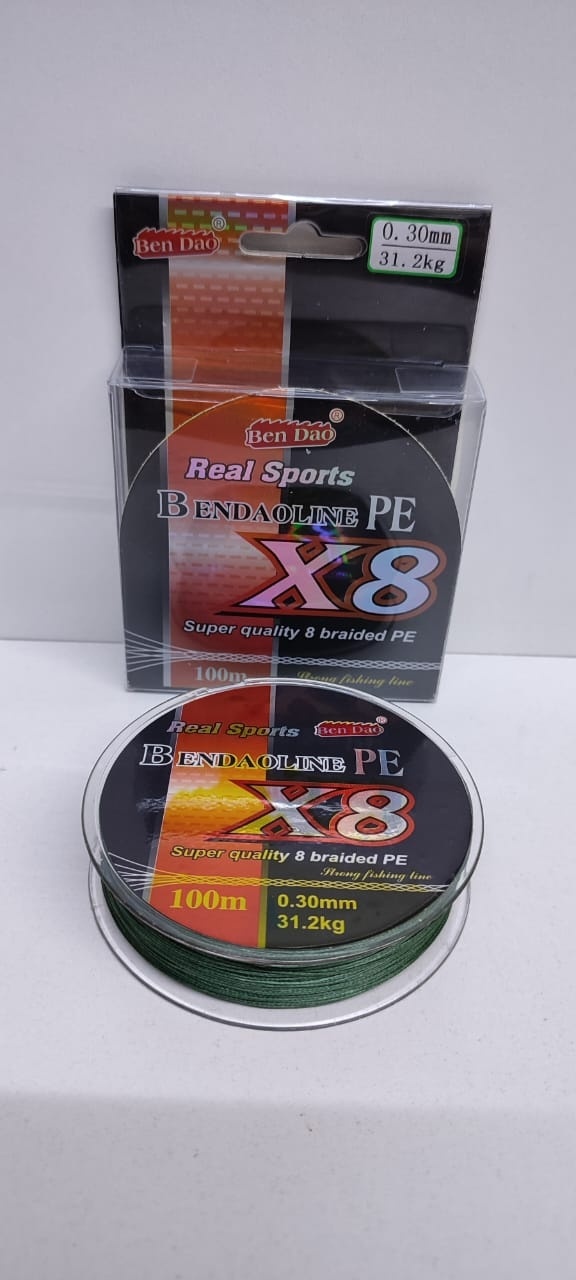 Ben Dao®
0.30mm
31.2kg
Ben Dao®
Real Sports
BENDAOLINE PE
X8
Super quality 8 braided PE
100m
Strong fishing line
Real Sports Ben Dao®
BENDAOLINE PE
X8
Super quality 8 braided PE
Strong fishing line
100m
0.30mm
31.2kg